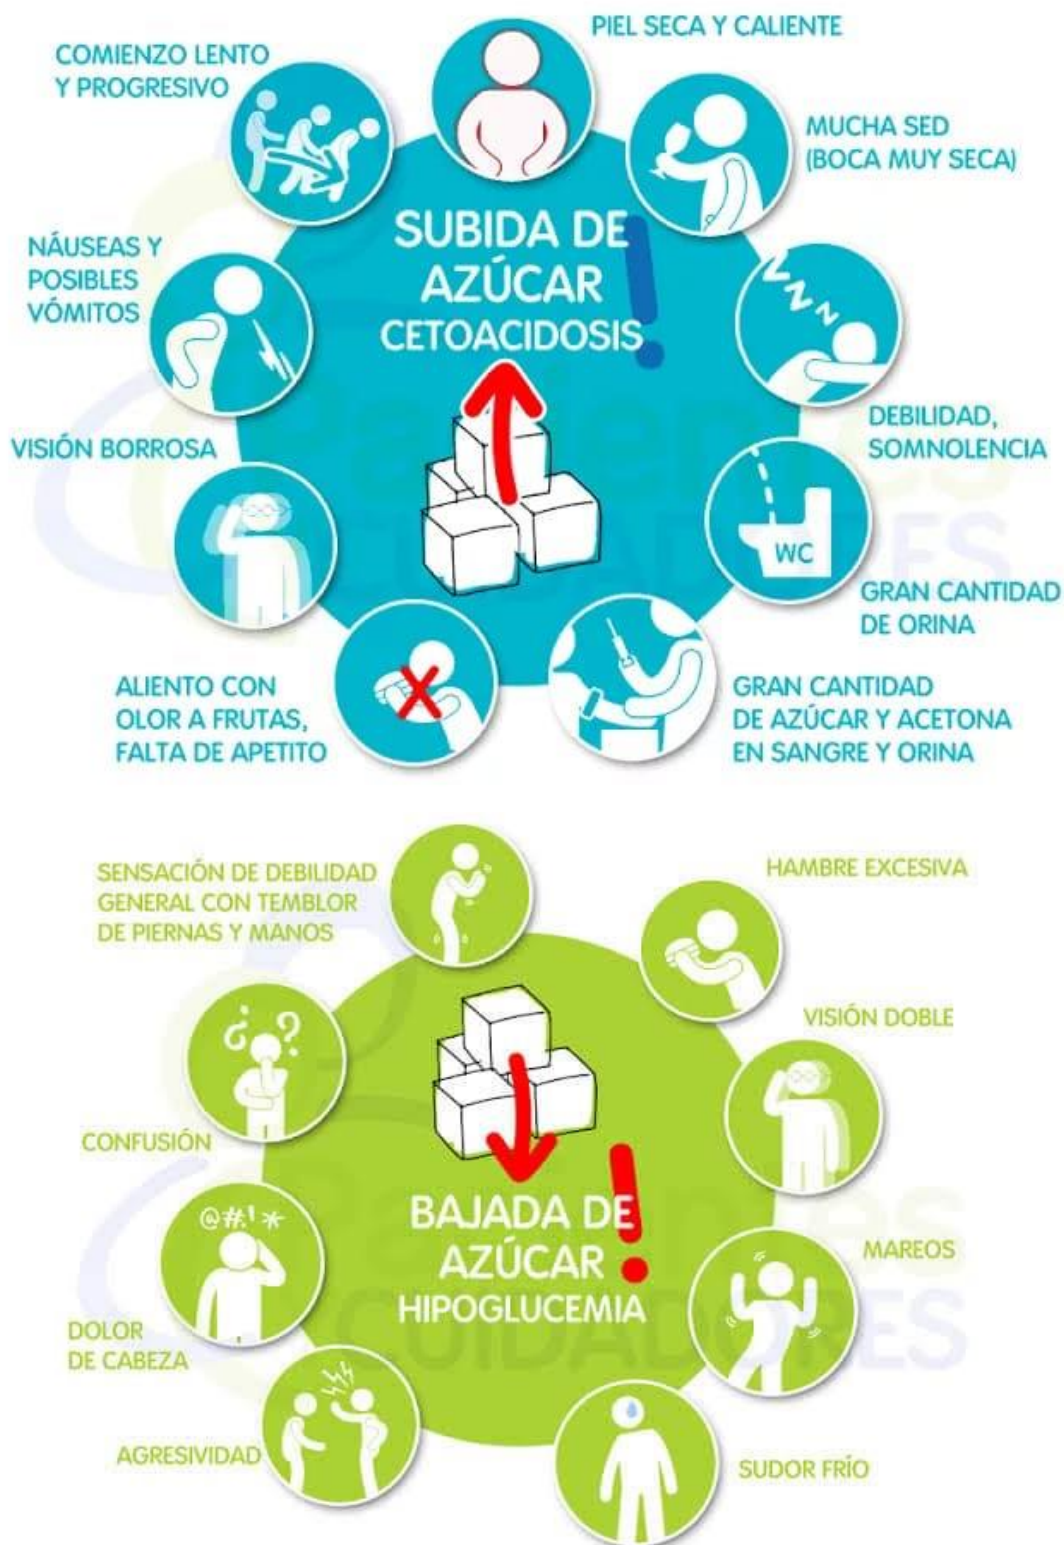 PIEL SECA Y CALIENTE
COMIENZO LENTO
Y PROGRESIVO
MUCHA SED
(BOCA MUY SECA)
NÁUSEAS Y
POSIBLES
VÓMITOS
SUBIDA DE
AZÚCAR
CETOACIDOSIS
!
ZNNN
DEBILIDAD,
SOMNOLENCIA
VISIÓN BORROSA
WC
GRAN CANTIDAD
DE ORINA
ALIENTO CON
OLOR A FRUTAS,
FALTA DE APETITO
GRAN CANTIDAD
DE AZÚCAR Y ACETONA
EN SANGRE Y ORINA
SENSACIÓN DE DEBILIDAD
GENERAL CON TEMBLOR
DE PIERNAS Y MANOS
HAMBRE EXCESIVA
¿?
VISIÓN DOBLE
CONFUSIÓN
@#!*
BAJADA DE
AZÚCAR
HIPOGLUCEMIA
!
MAREOS
DOLOR
DE CABEZA
AGRESIVIDAD
SUDOR FRÍO
Pacientes
CUIDADORES